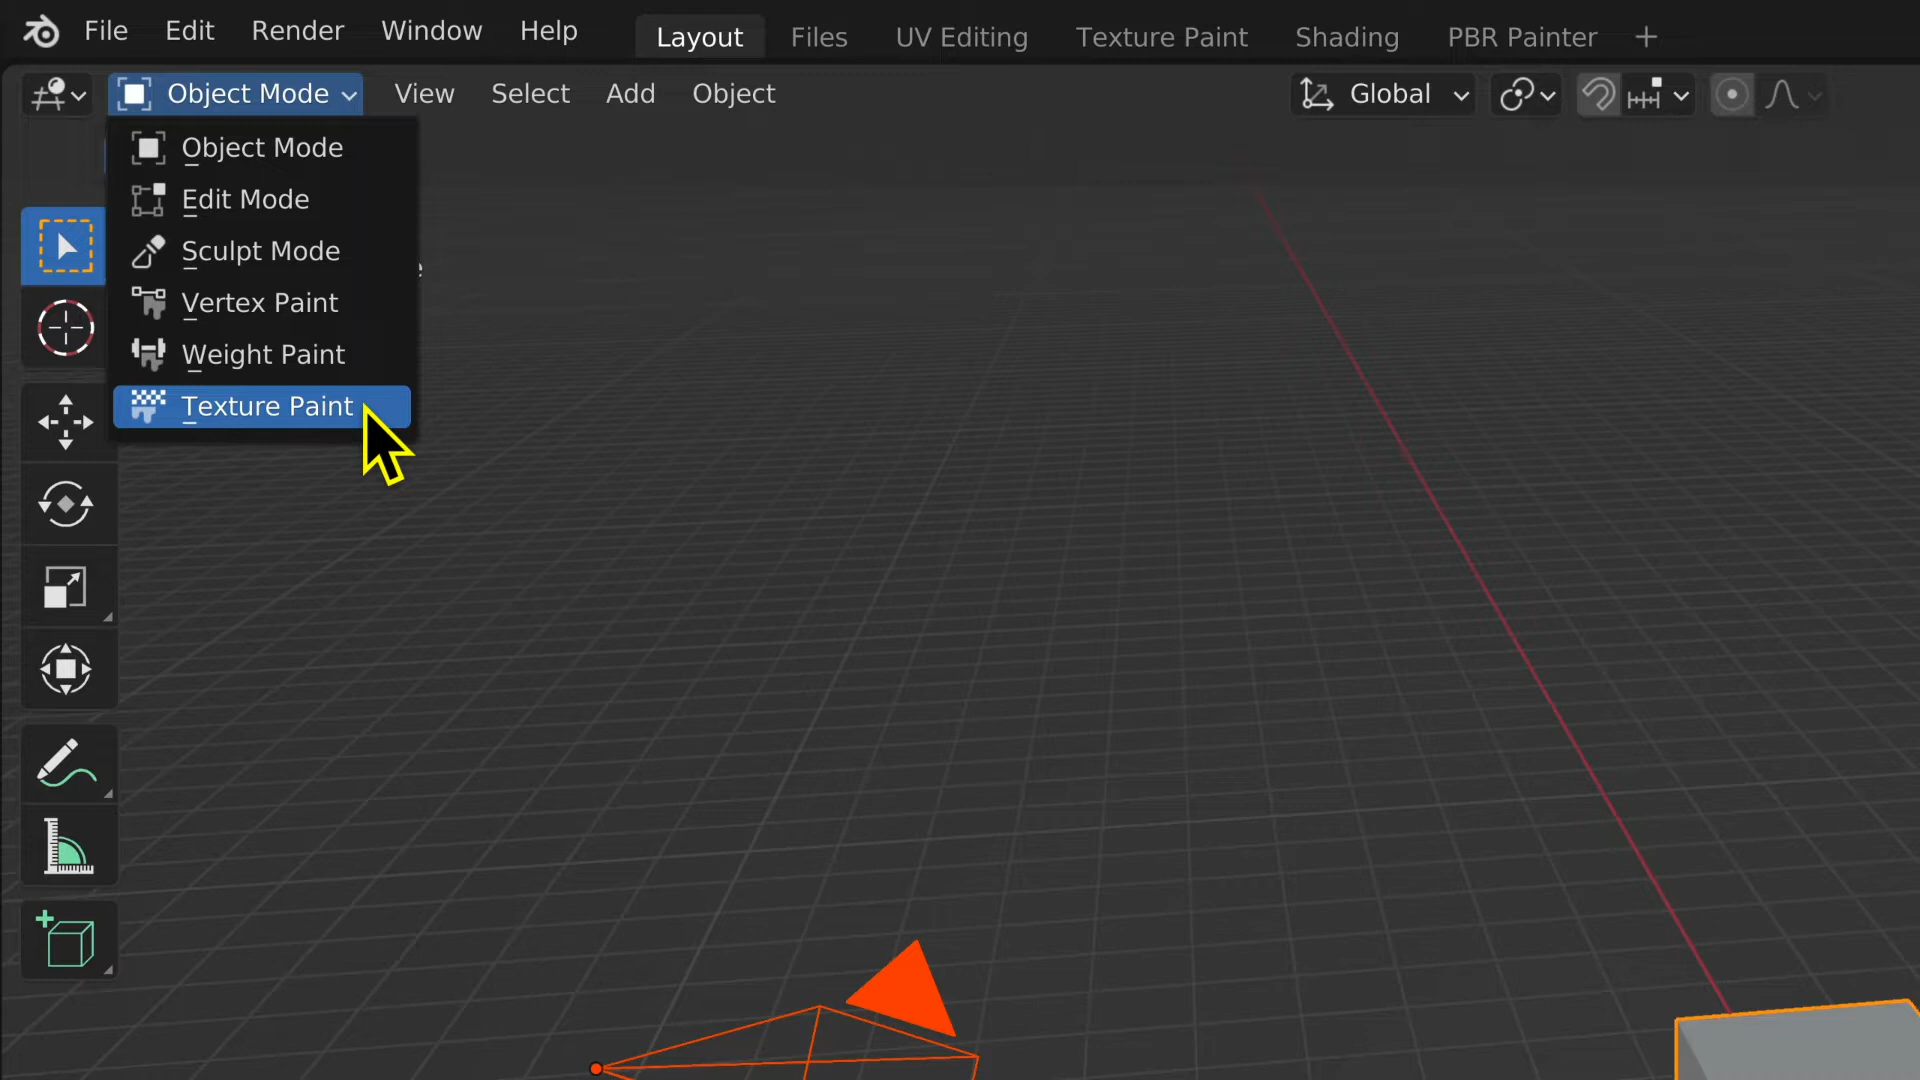 File Edit Render Window Help Layout Files UV Editing Texture Paint Shading PBR Painter +
Object Mode View Select Add Object Global
Object Mode
Edit Mode
Sculpt Mode
Vertex Paint
Weight Paint
Texture Paint